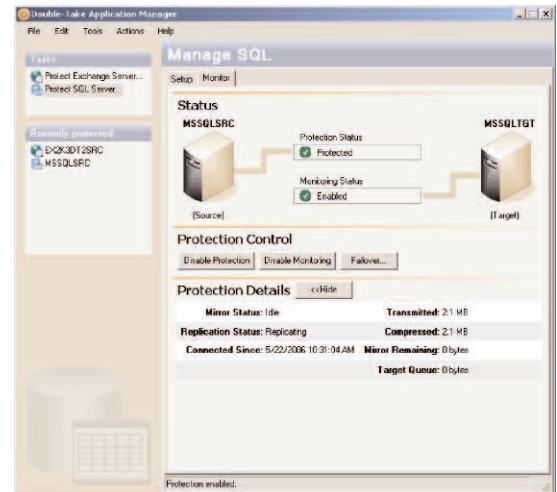 Double-Take Application Manager
File Edit Tools Actions Help
Tasks
Protect Exchange Server...
Protect SQL Server...
Recently protected
EX2K3DT2SRC
MSSQLSRC
Manage SQL
Setup Monitor
Status
MSSQLSRC
MSSQLTGT
Protection Status
Protected
Monitoring Status
Enabled
(Source)
(Target)
Protection Control
Disable Protection Disable Monitoring Failover...
Protection Details <<Hide
Mirror Status: Idle Transmitted: 2.1 MB
Replication Status: Replicating Compressed: 2.1 MB
Connected Since: 5/22/2006 10:31:04 AM Mirror Remaining: 0 bytes
Target Queue: 0 bytes
Protection enabled.